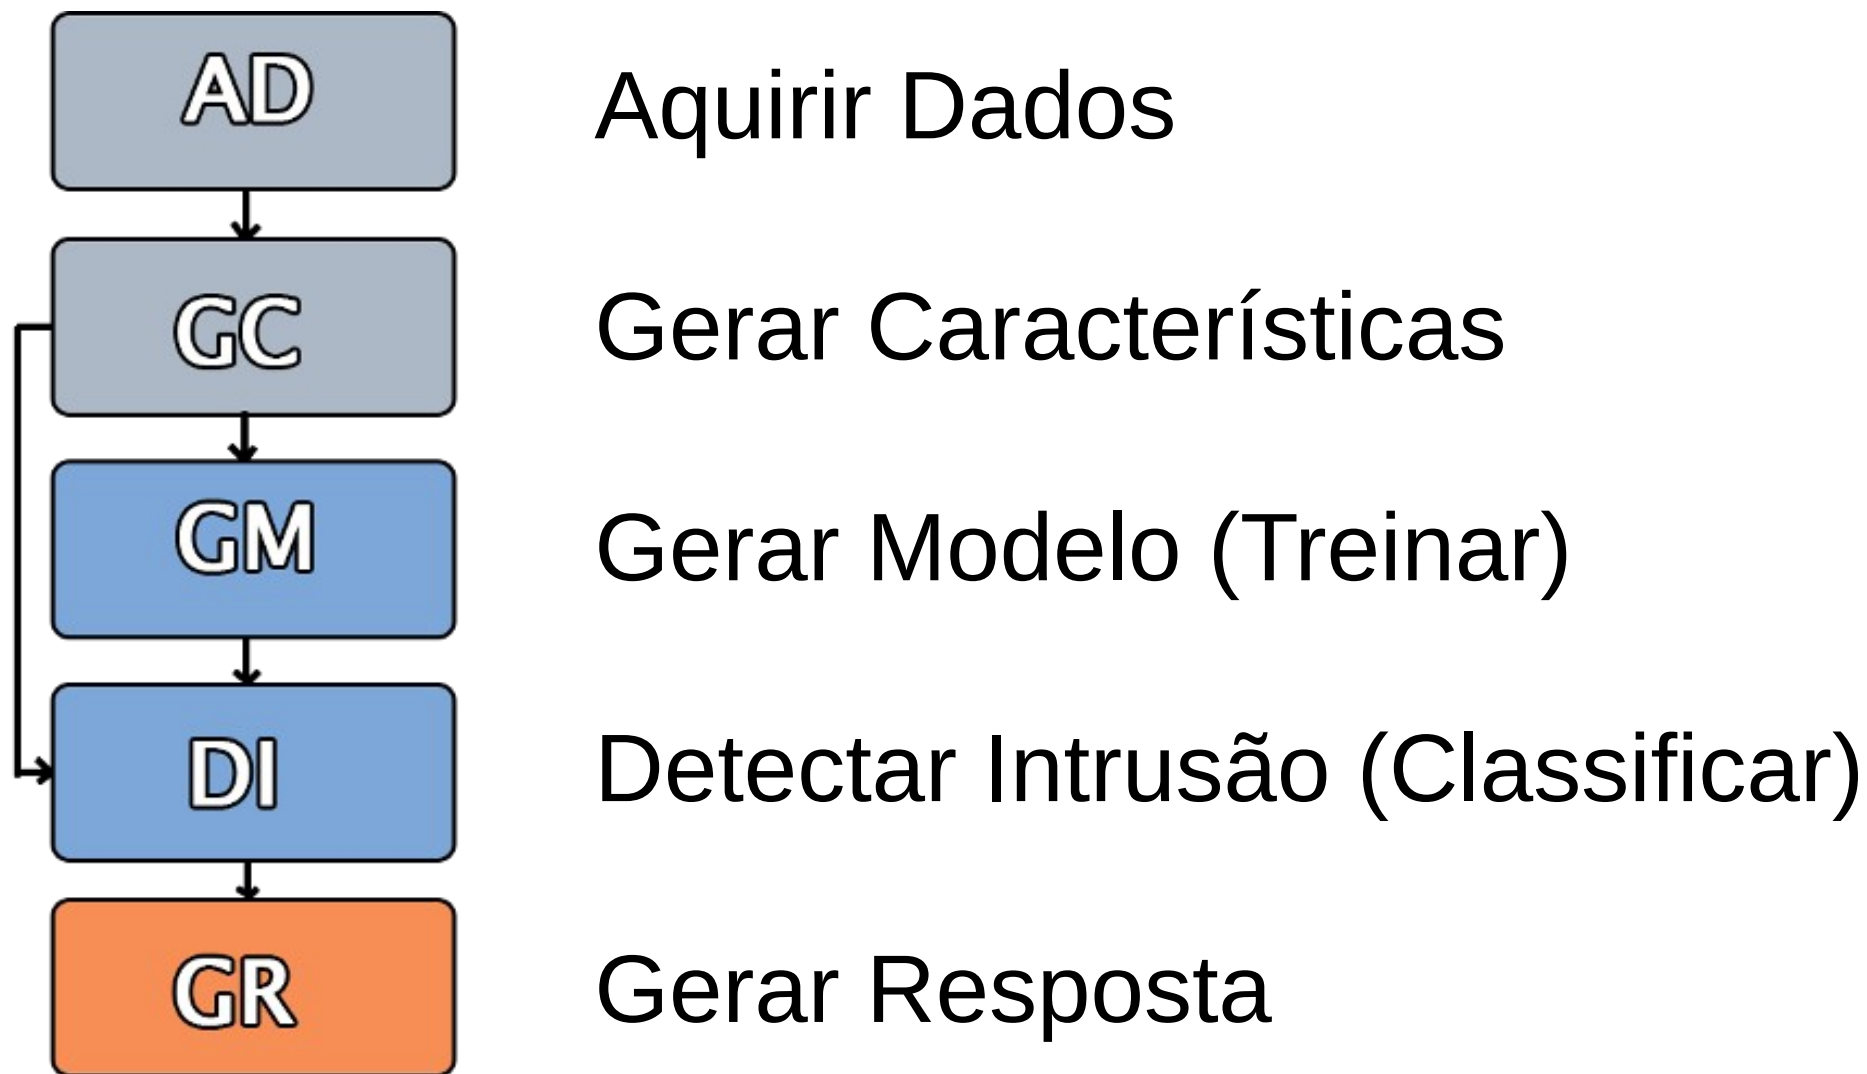 AD
Aquirir Dados
GC
Gerar Características
GM
Gerar Modelo (Treinar)
DI
Detectar Intrusão (Classificar)
GR
Gerar Resposta